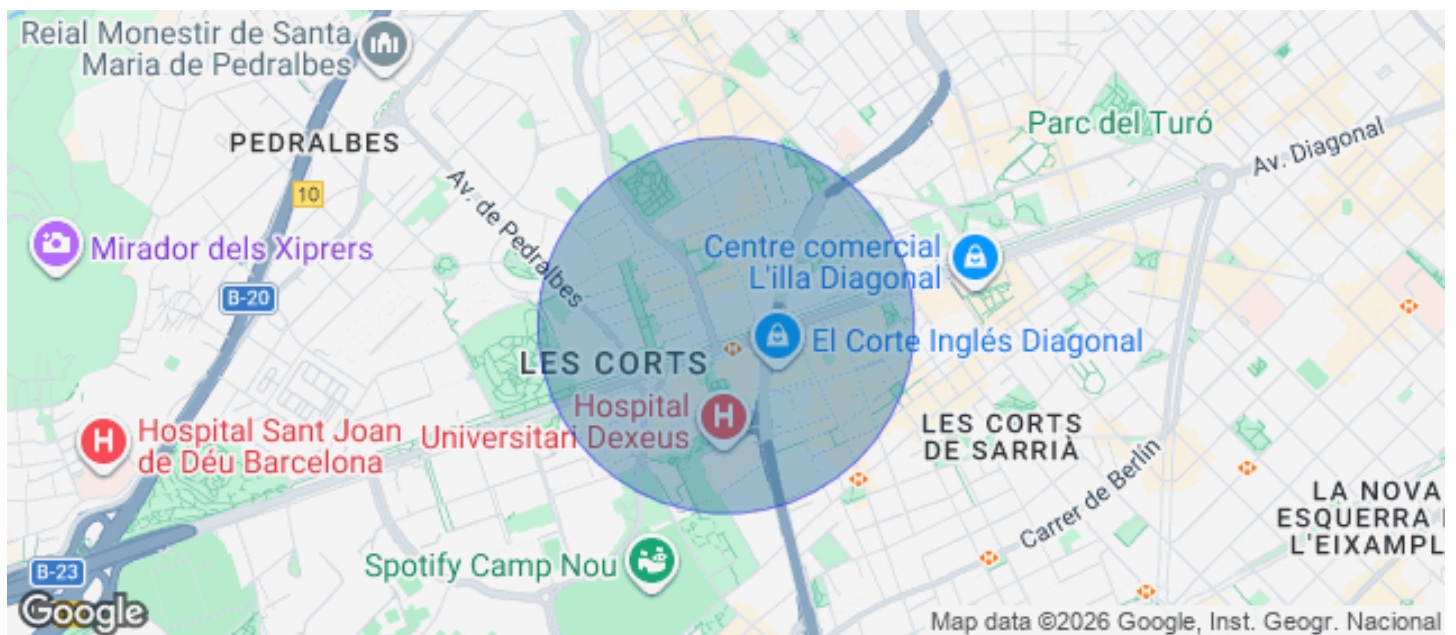 Reial Monestir de Santa
Maria de Pedralbes
PEDRALBES
10
Av. de Pedralbes
Mirador dels Xiprers
B-20
Parc del Turó
Av. Diagonal
Centre comercial
L'illa Diagonal
El Corte Inglés Diagonal
LES CORTS
Hospital
Universitari Dexeus
H
H
Hospital Sant Joan
de Déu Barcelona
LES CORTS
DE SARRIÀ
Carrer de Berlín
LA NOVA
ESQUERRA
L'EIXAMPL
Spotify Camp Nou
B-23
Google
Map data ©2026 Google, Inst. Geogr. Nacional